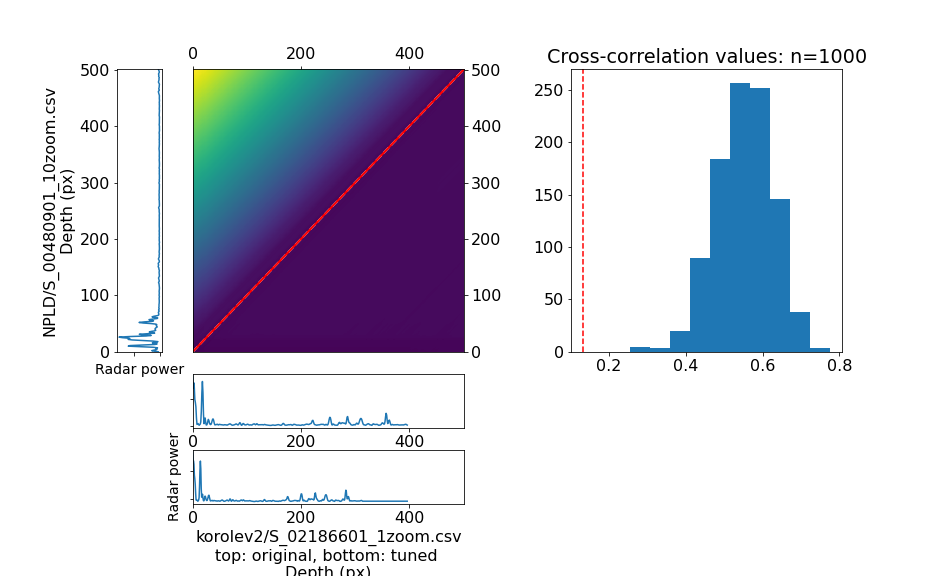 Cross-correlation values: n=1000
0 200 400
500
400
300
200
100
0
NPLD/S_00480901_10zoom.csv
Depth (px)
Radar power
500
400
300
200
100
0
250
200
150
100
50
0
0.2 0.4 0.6 0.8
0 200 400
Radar power
0 200 400
korolev2/S_02186601_1zoom.csv
top: original, bottom: tuned
Depth (px)